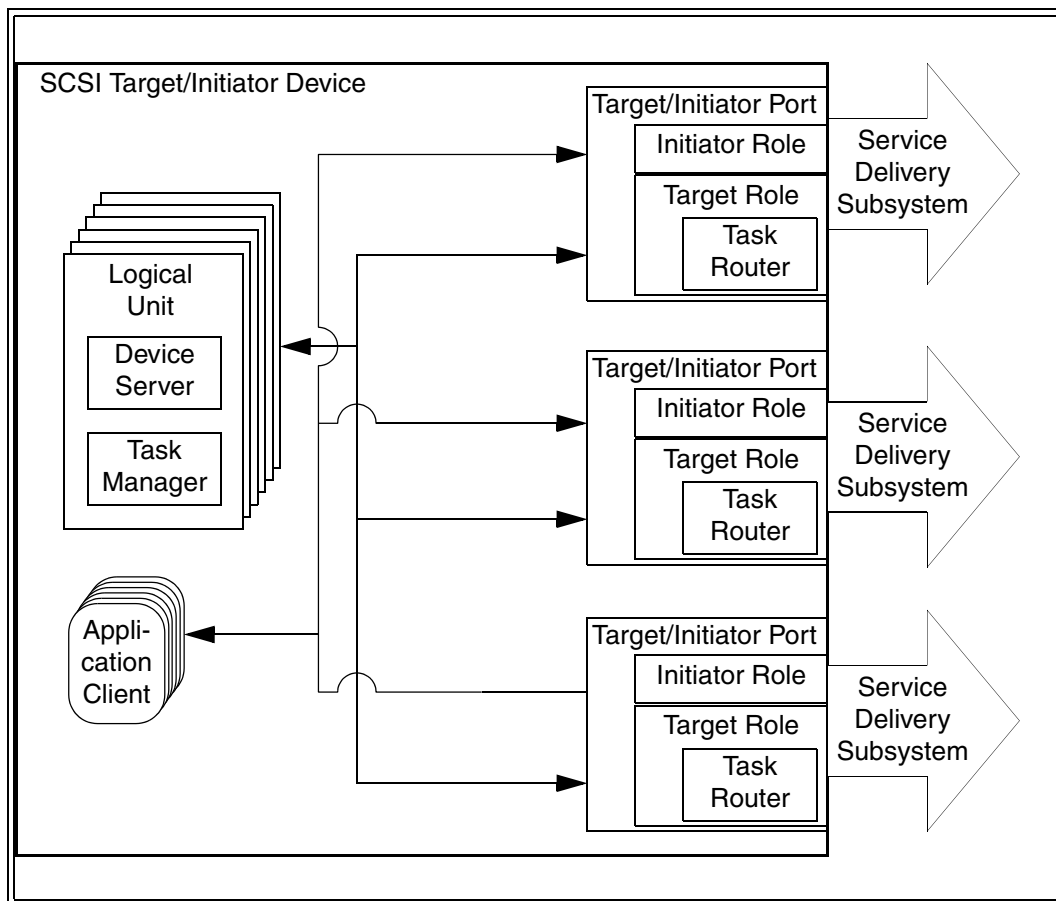 SCSI Target/Initiator Device
Logical
Unit
Device
Server
Task
Manager
Appli-
cation
Client
Target/Initiator Port
Initiator Role
Target Role
Task
Router
Service
Delivery
Subsystem
Target/Initiator Port
Initiator Role
Target Role
Task
Router
Service
Delivery
Subsystem
Target/Initiator Port
Initiator Role
Target Role
Task
Router
Service
Delivery
Subsystem